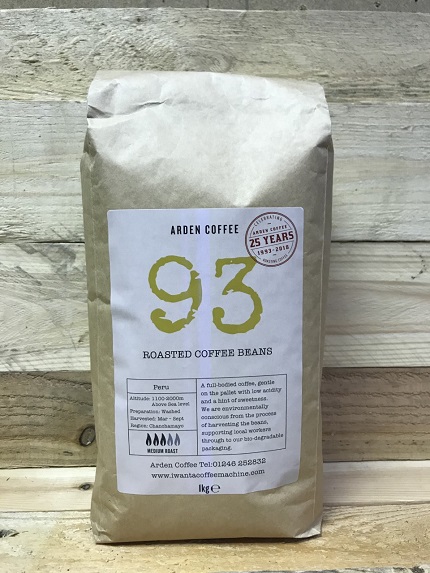 ARDEN COFFEE
CELEBRATING
ARDEN COFFEE
25 YEARS
1993-2018
93
ROASTED COFFEE BEANS
Peru
Altitude: 1100-2000m
Above Sea level
Preparation: Washed
Harvested: Mar - Sept
Region: Chanchamayo
MEDIUM ROAST
A full-bodied coffee, gentle
on the pallet with low acidity
and a hint of sweetness.
We are environmentally
conscious from the process
of harvesting the beans,
supporting local workers
through to our bio-degradable
packaging.
Arden Coffee Tel:01246 252832
www.iwantacoffeemachine.com
1kg ℮